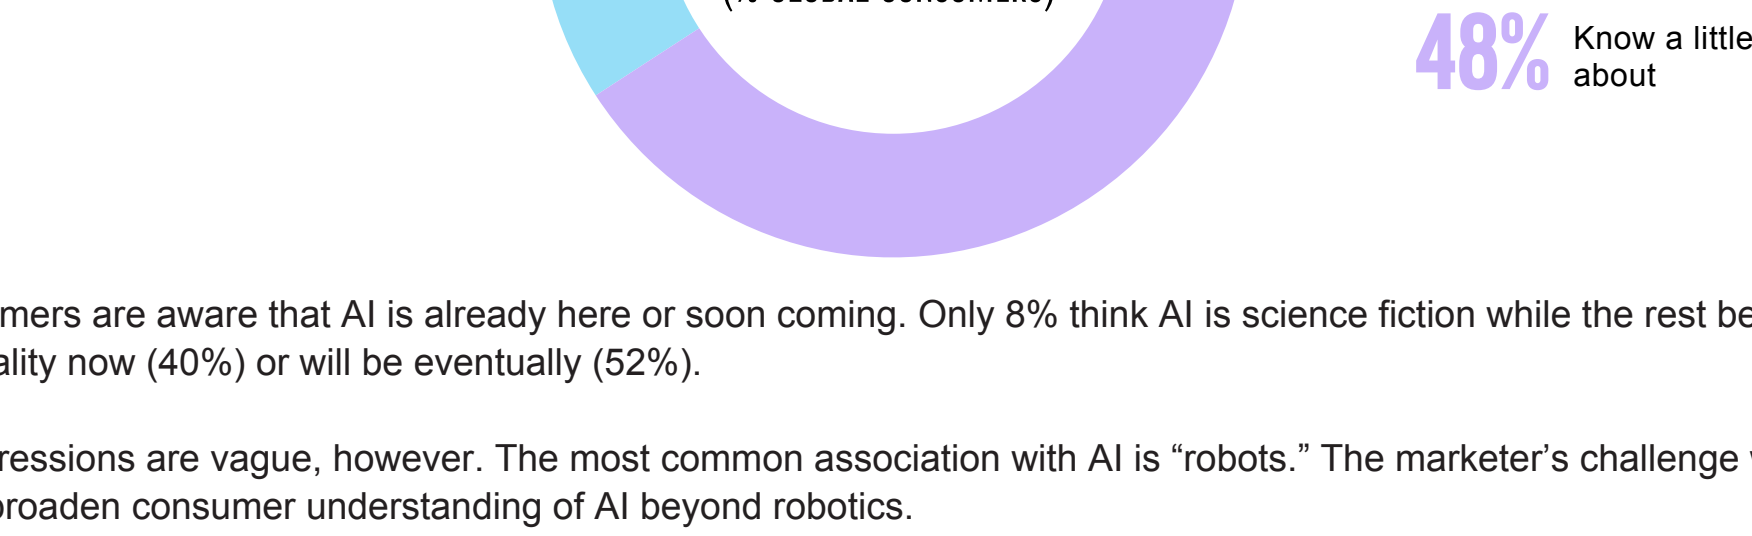 (% GLOBAL CONSUMERS)
48%
Know a little
about
mers are aware that AI is already here or soon coming. Only 8% think AI is science fiction while the rest be
ality now (40%) or will be eventually (52%).
ressions are vague, however. The most common association with AI is “robots.” The marketer’s challenge
broaden consumer understanding of AI beyond robotics.